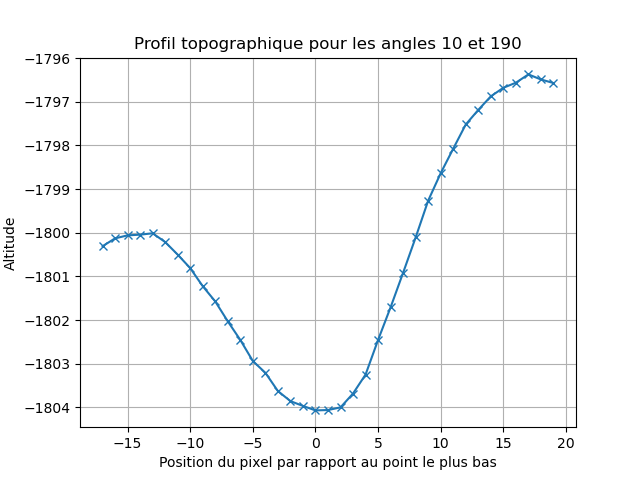 Profil topographique pour les angles 10 et 190
−1796
−1797
−1798
−1799
−1800
−1801
−1802
−1803
−1804
Altitude
−15 −10 −5 0 5 10 15 20
Position du pixel par rapport au point le plus bas